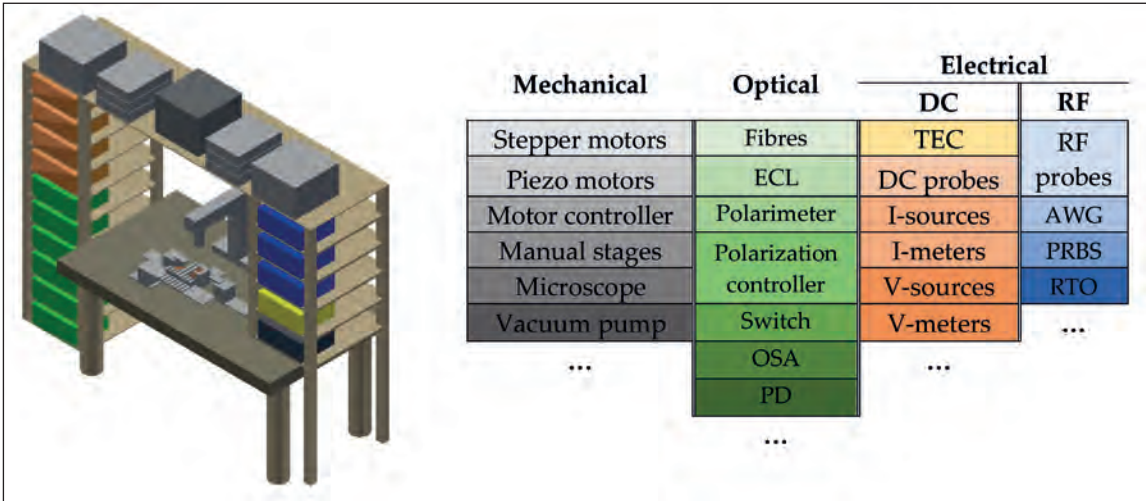 Electrical
Mechanical Optical DC RF
Stepper motors Fibres TEC RF
Piezo motors ECL DC probes probes
Motor controller Polarimeter I-sources AWG
Manual stages Polarization I-meters PRBS
Microscope controller V-sources RTO
Vacuum pump Switch V-meters ...
... OSA ...
PD
...